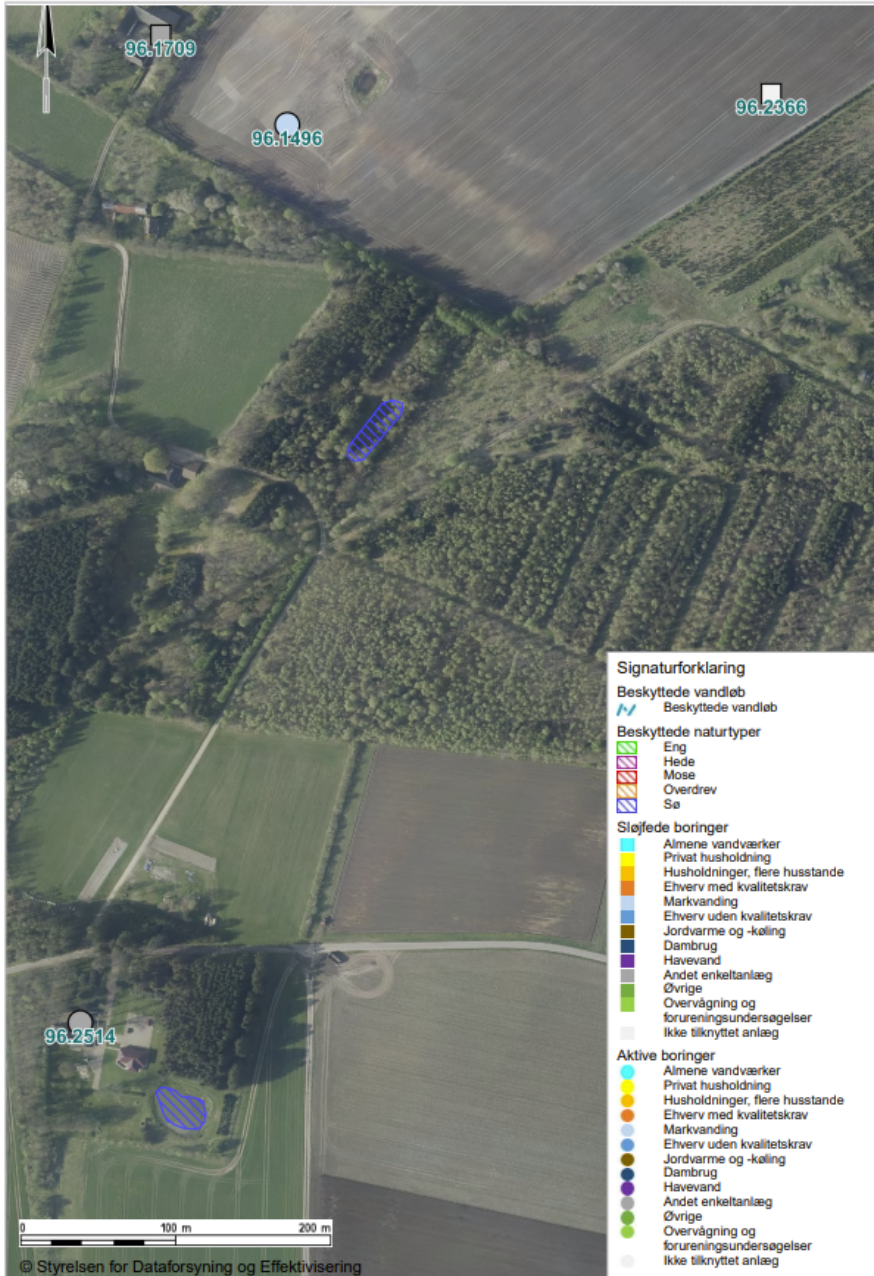 96.1709
96.1496
96.2366
Signaturforklaring
Beskyttede vandløb
Beskyttede vandløb
Beskyttede naturtyper
Eng
Hede
Mose
Overdrev
Sø
Sløjfede boringer
Almene vandværker
Privat husholdning
Husholdninger, flere husstande
Ehverv med kvalitetskrav
Markvanding
Ehverv uden kvalitetskrav
Jordvarme og -køling
Dambrug
Havevand
Andet enkeltanlæg
Øvrige
Overvågning og
forureningsundersøgelser
Ikke tilknyttet anlæg
Aktive boringer
Almene vandværker
Privat husholdning
Husholdninger, flere husstande
Ehverv med kvalitetskrav
Markvanding
Ehverv uden kvalitetskrav
Jordvarme og -køling
Dambrug
Havevand
Andet enkeltanlæg
Øvrige
Overvågning og
forureningsundersøgelser
Ikke tilknyttet anlæg
96.2514
0 100 m 200 m
© Styrelsen for Dataforsyning og Effektivisering